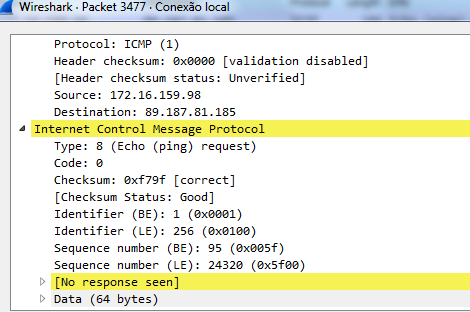 Wireshark · Packet 3477 · Conexão local
Protocol: ICMP (1)
Header checksum: 0x0000 [validation disabled]
[Header checksum status: Unverified]
Source: 172.16.159.98
Destination: 89.187.81.185
Internet Control Message Protocol
Type: 8 (Echo (ping) request)
Code: 0
Checksum: 0xf79f [correct]
[Checksum Status: Good]
Identifier (BE): 1 (0x0001)
Identifier (LE): 256 (0x0100)
Sequence number (BE): 95 (0x005f)
Sequence number (LE): 24320 (0x5f00)
[No response seen]
Data (64 bytes)